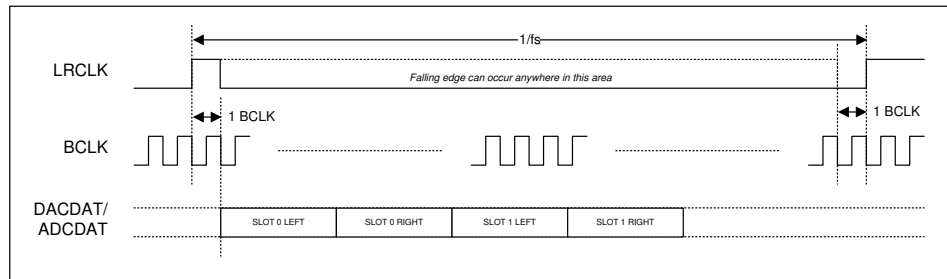 1/fs
LRCLK
Falling edge can occur anywhere in this area
1 BCLK
1 BCLK
BCLK
DACDAT/
ADCDAT
SLOT 0 LEFT
SLOT 0 RIGHT
SLOT 1 LEFT
SLOT 1 RIGHT